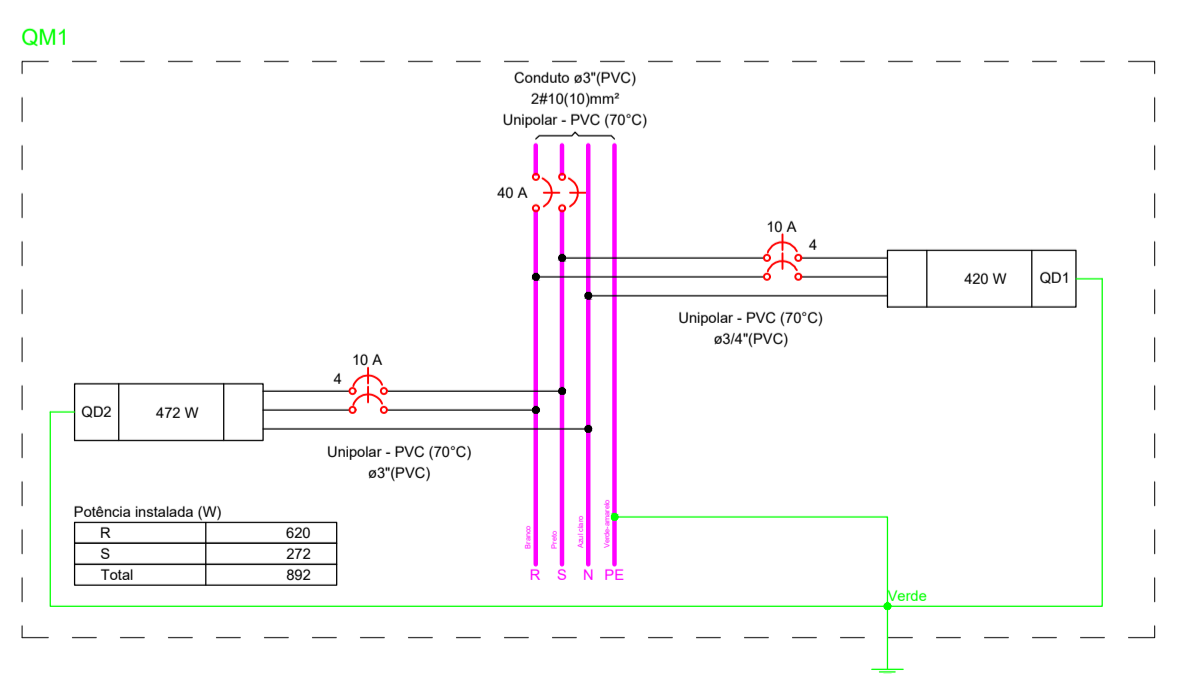 QM1
Conduto ø3"(PVC)
2#10(10)mm²
Unipolar - PVC (70°C)
40 A
10 A
4
420 W
QD1
Unipolar - PVC (70°C)
ø3/4"(PVC)
10 A
4
QD2
472 W
Unipolar - PVC (70°C)
ø3"(PVC)
Potência instalada (W)
R 620
S 272
Total 892
Branco
Preto
Azul claro
Verde-amarelo
R S N PE
Verde